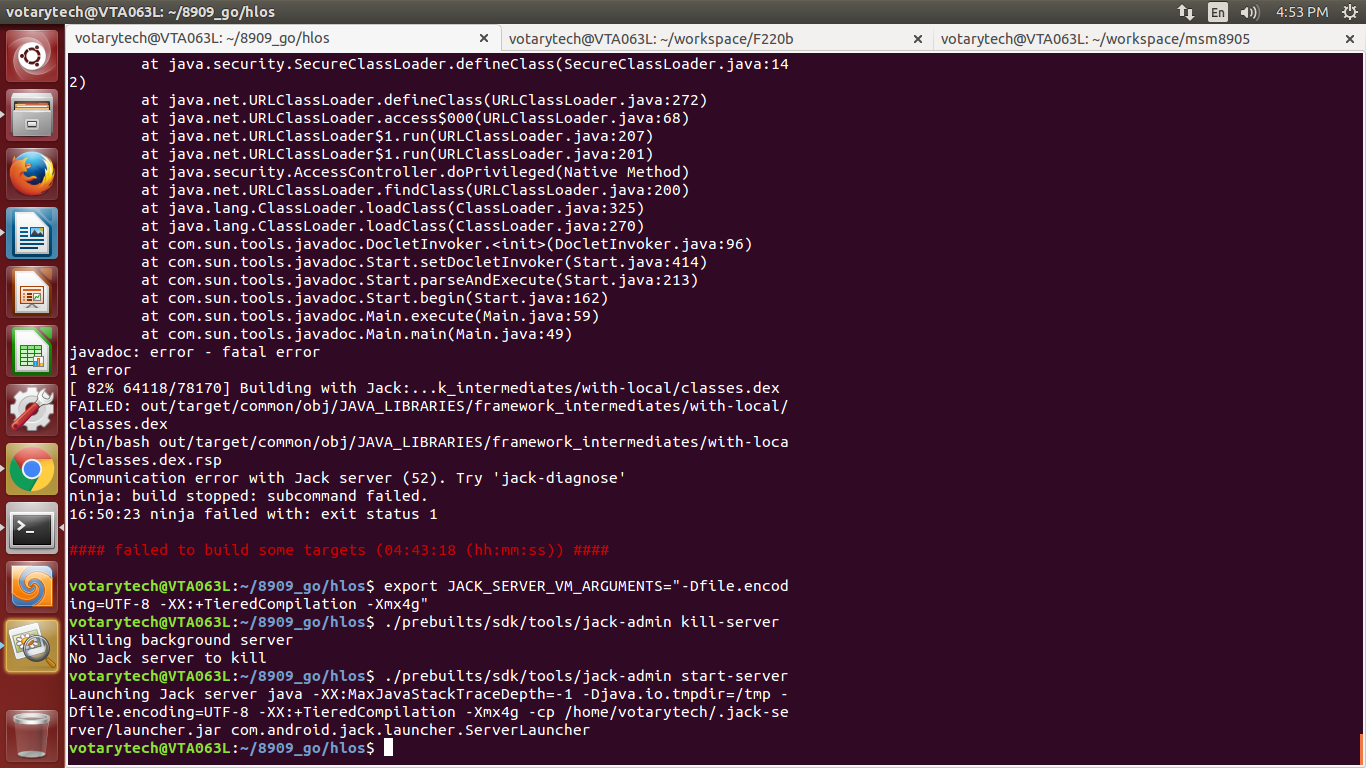 votarytech@VTA063L: ~/8909_go/hlos
En
4:53 PM
votarytech@VTA063L: ~/8909_go/hlos ×
votarytech@VTA063L: ~/workspace/F220b ×
votarytech@VTA063L: ~/workspace/msm8905 ×
at java.security.SecureClassLoader.defineClass(SecureClassLoader.java:14
2)
at java.net.URLClassLoader.defineClass(URLClassLoader.java:272)
at java.net.URLClassLoader.access$000(URLClassLoader.java:68)
at java.net.URLClassLoader$1.run(URLClassLoader.java:207)
at java.net.URLClassLoader$1.run(URLClassLoader.java:201)
at java.security.AccessController.doPrivileged(Native Method)
at java.net.URLClassLoader.findClass(URLClassLoader.java:200)
at java.lang.ClassLoader.loadClass(ClassLoader.java:325)
at java.lang.ClassLoader.loadClass(ClassLoader.java:270)
at com.sun.tools.javadoc.DocletInvoker.<init>(DocletInvoker.java:96)
at com.sun.tools.javadoc.Start.setDocletInvoker(Start.java:414)
at com.sun.tools.javadoc.Start.parseAndExecute(Start.java:213)
at com.sun.tools.javadoc.Start.begin(Start.java:162)
at com.sun.tools.javadoc.Main.execute(Main.java:59)
at com.sun.tools.javadoc.Main.main(Main.java:49)
javadoc: error - fatal error
1 error
[ 82% 64118/78170] Building with Jack:...k_intermediates/with-local/classes.dex
FAILED: out/target/common/obj/JAVA_LIBRARIES/framework_intermediates/with-local/
classes.dex
/bin/bash out/target/common/obj/JAVA_LIBRARIES/framework_intermediates/with-loca
l/classes.dex.rsp
Communication error with Jack server (52). Try 'jack-diagnose'
ninja: build stopped: subcommand failed.
16:50:23 ninja failed with: exit status 1
#### failed to build some targets (04:43:18 (hh:mm:ss)) ####
votarytech@VTA063L:~/8909_go/hlos$ export JACK_SERVER_VM_ARGUMENTS="-Dfile.encod
ing=UTF-8 -XX:+TieredCompilation -Xmx4g"
votarytech@VTA063L:~/8909_go/hlos$ ./prebuilts/sdk/tools/jack-admin kill-server
Killing background server
No Jack server to kill
votarytech@VTA063L:~/8909_go/hlos$ ./prebuilts/sdk/tools/jack-admin start-server
Launching Jack server java -XX:MaxJavaStackTraceDepth=-1 -Djava.io.tmpdir=/tmp -
Dfile.encoding=UTF-8 -XX:+TieredCompilation -Xmx4g -cp /home/votarytech/.jack-se
rver/launcher.jar com.android.jack.launcher.ServerLauncher
votarytech@VTA063L:~/8909_go/hlos$